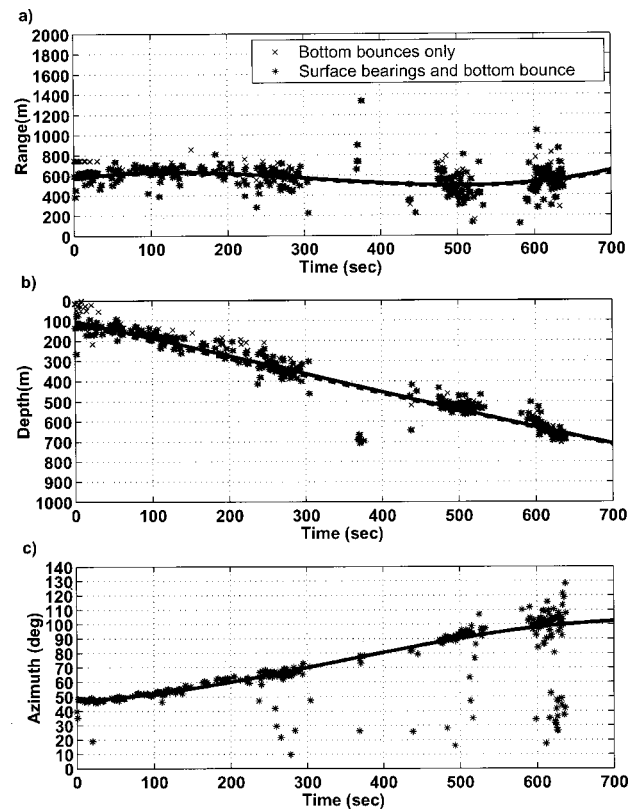 a)
2000
1800
1600
1400
1200
1000
800
600
400
200
0
Range(m)
× Bottom bounces only
* Surface bearings and bottom bounce
0 100 200 300 400 500 600 700
Time (sec)
b)
0
100
200
300
400
500
600
700
800
900
1000
Depth(m)
0 100 200 300 400 500 600 700
Time (sec)
c)
140
130
120
110
100
90
80
70
60
50
40
30
20
10
0
Azimuth (deg)
0 100 200 300 400 500 600 700
Time (sec)